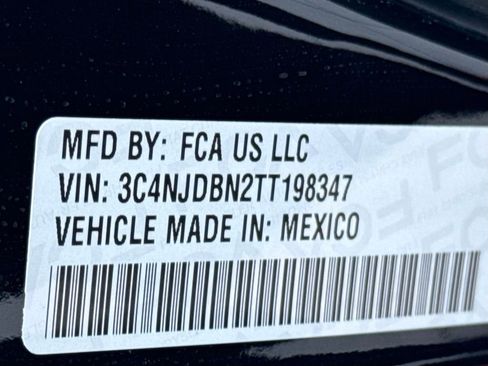 MFD BY: FCA US LLC
VIN: 3C4NJDBN2TT198347
VEHICLE MADE IN: MEXICO